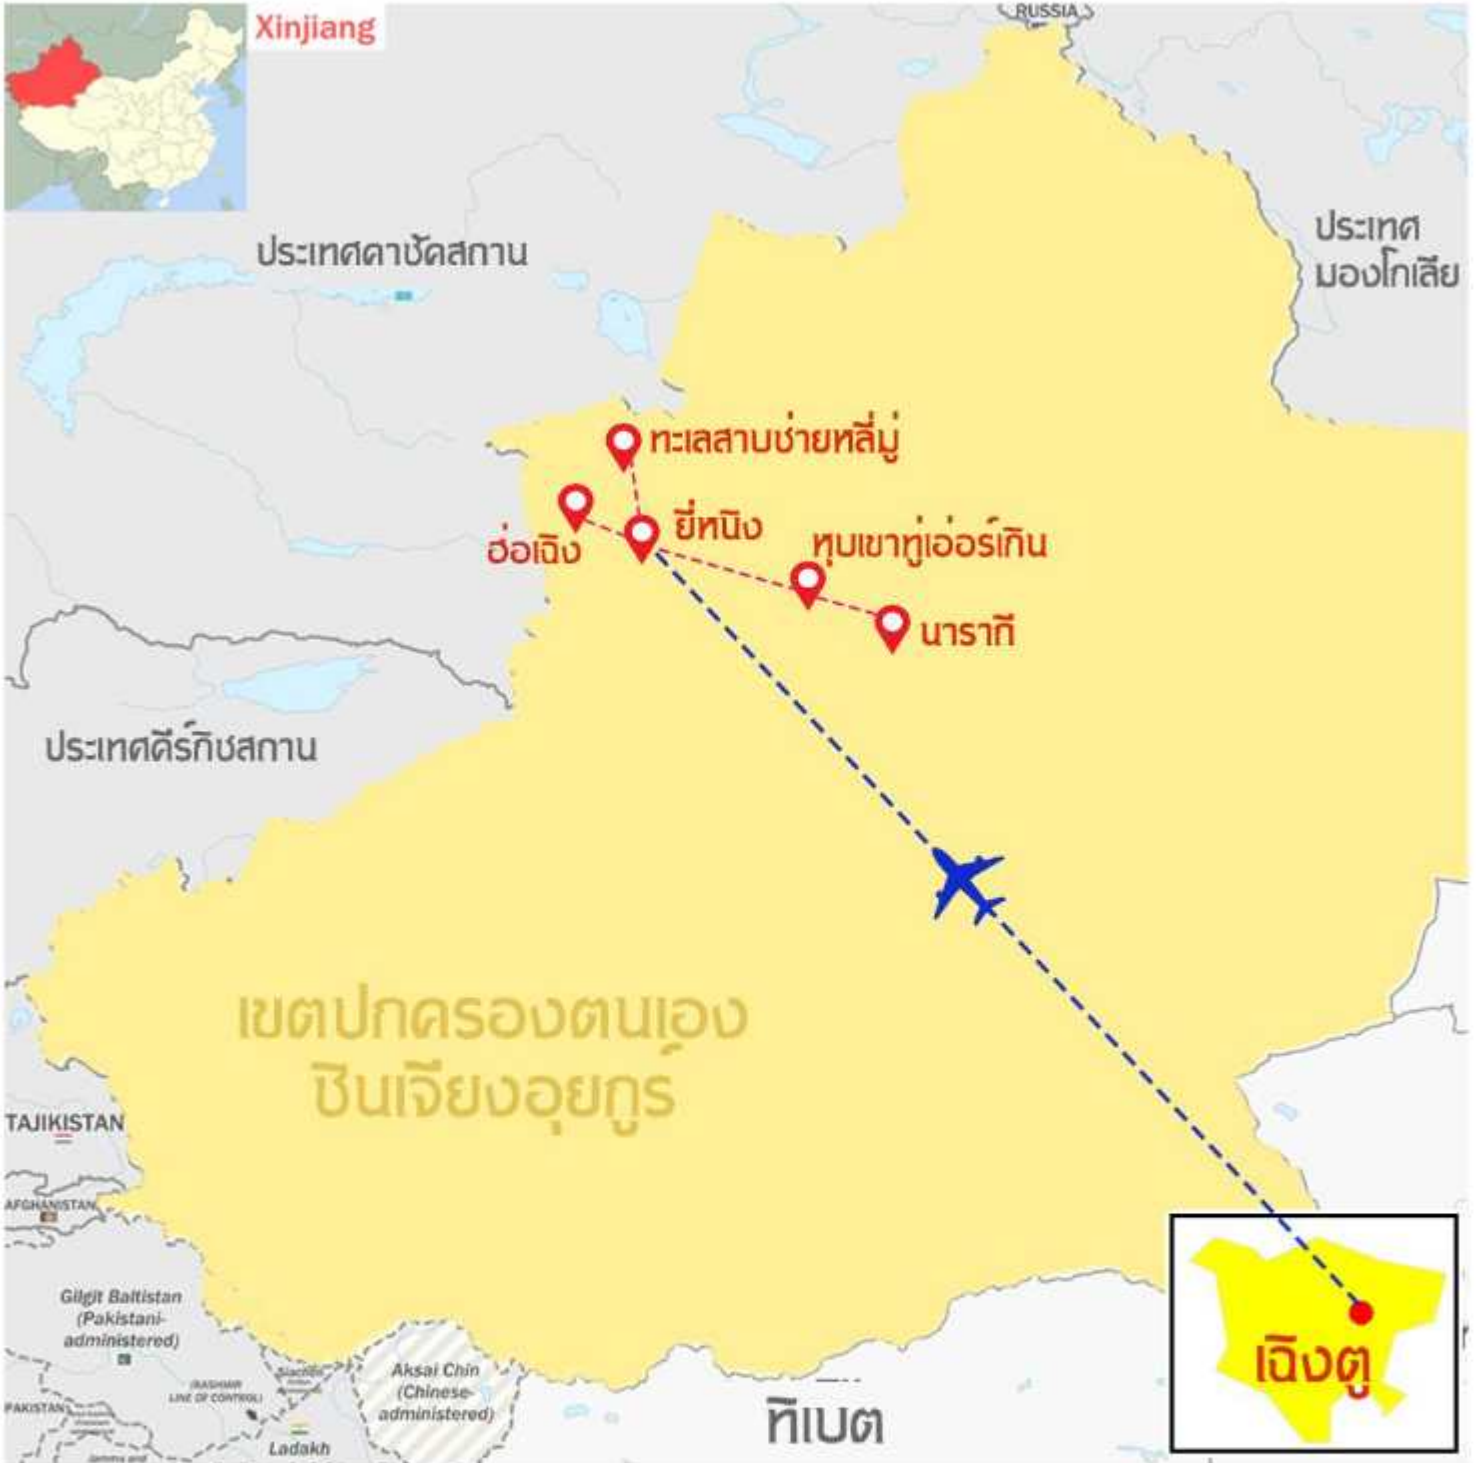 Xinjiang
RUSSIA
ประเทศคาซัคสถาน
ประเทศ
มองโกเลีย
ทะเลสาบซ่ายหลี่มู่
ยี่หนิง
ฮ่อเฉิง
หุบเขาทู่เอ่อร์เกิน
นาราถี
ประเทศคีร์กิซสถาน
เขตปกครองตนเอง
ซินเจียงอุยกูร์
TAJIKISTAN
AFGHANISTAN
Gilgit Baltistan
(Pakistani-
administered)
(KASHMIR
LINE OF CONTROL)
PAKISTAN
Aksai Chin
(Chinese-
administered)
Ladakh
ทิเบต
เฉิงตู